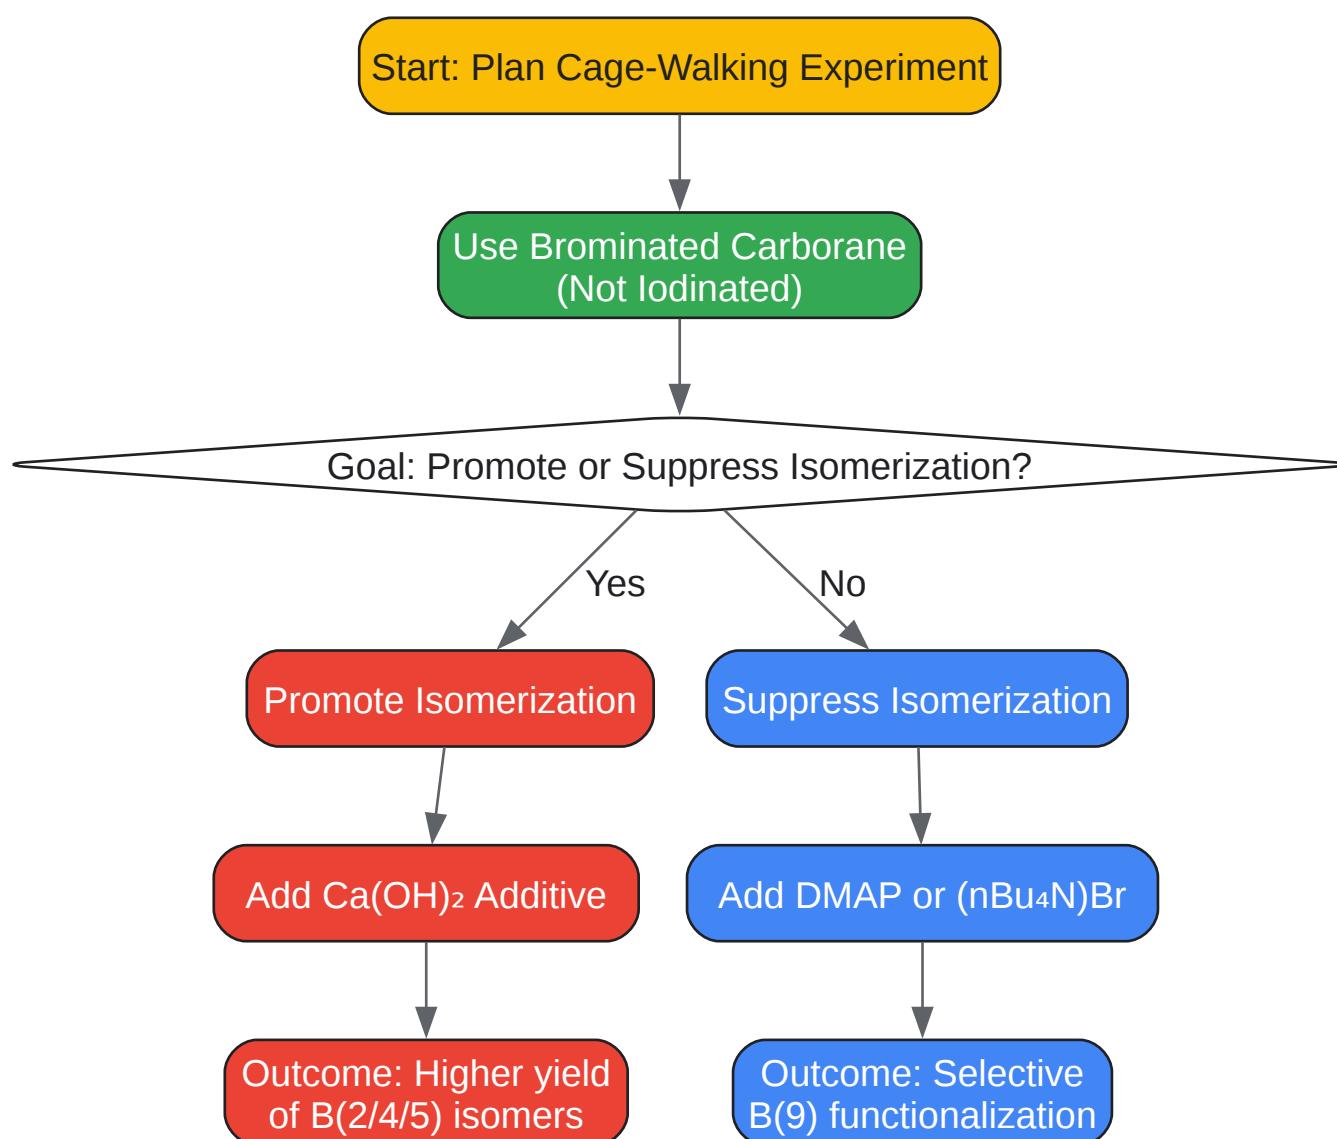 Start: Plan Cage-Walking Experiment
Use Brominated Carborane
(Not Iodinated)
Goal: Promote or Suppress Isomerization?
Yes
No
Promote Isomerization
Suppress Isomerization
Add Ca(OH)₂ Additive
Add DMAP or (nBu₄N)Br
Outcome: Higher yield
of B(2/4/5) isomers
Outcome: Selective
B(9) functionalization